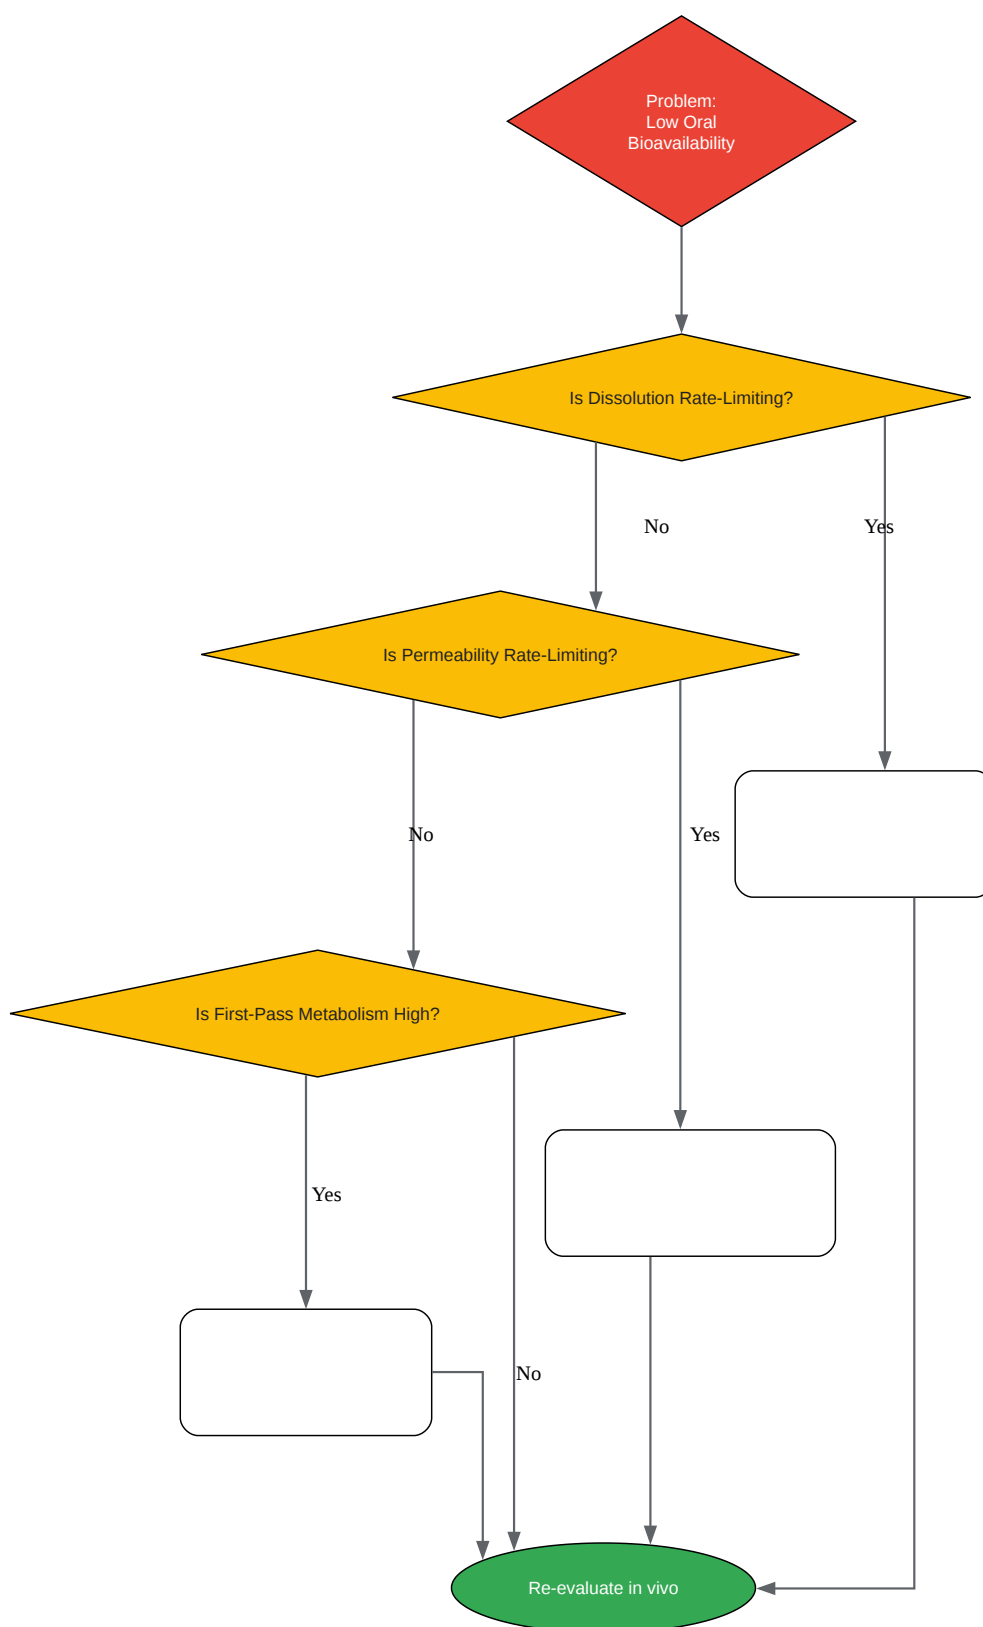 Problem:
Low Oral
Bioavailability
Is Dissolution Rate-Limiting?
No
Yes
Is Permeability Rate-Limiting?
No
Yes
Is First-Pass Metabolism High?
Yes
No
Re-evaluate in vivo